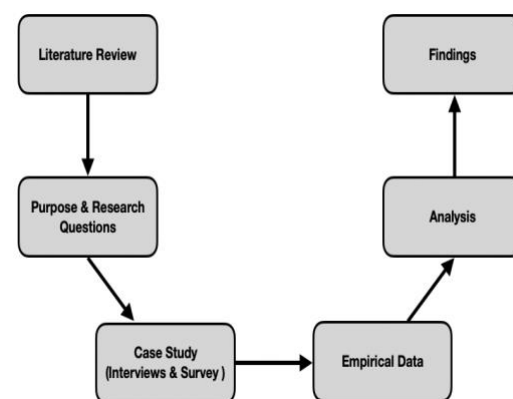 Literature Review
Purpose & Research
Questions
Case Study
(Interviews & Survey )
Empirical Data
Analysis
Findings